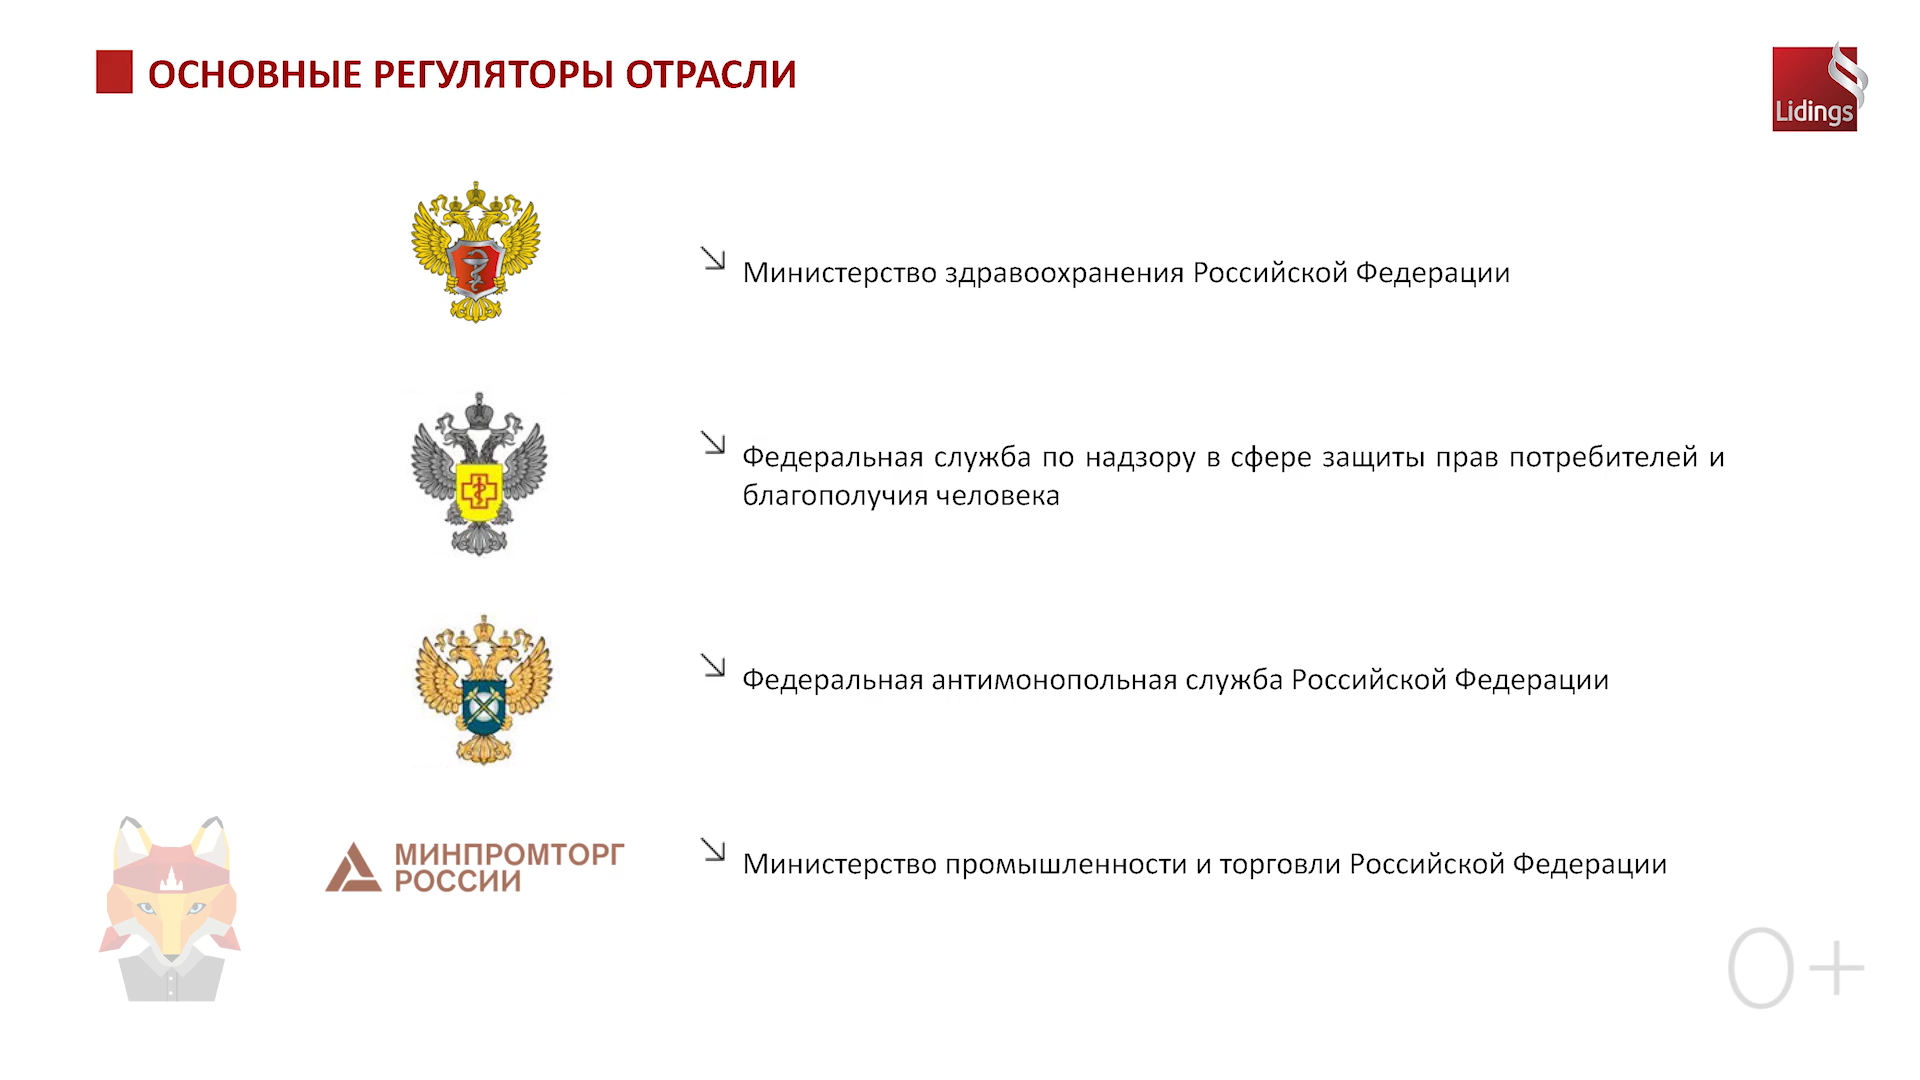 ОСНОВНЫЕ РЕГУЛЯТОРЫ ОТРАСЛИ
Lidings
Министерство здравоохранения Российской Федерации
Федеральная служба по надзору в сфере защиты прав потребителей и
благополучия человека
Федеральная антимонопольная служба Российской Федерации
МИНПРОМТОРГ
РОССИИ
Министерство промышленности и торговли Российской Федерации
0+